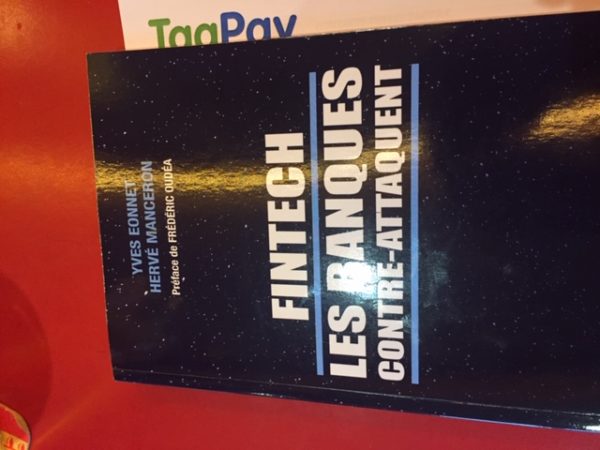 TagPay
YVES EONNET
HERVÉ MANCERON
Préface de FRÉDÉRIC OUDÉA
FINTECH
LES BANQUES
CONTRE-ATTAQUENT